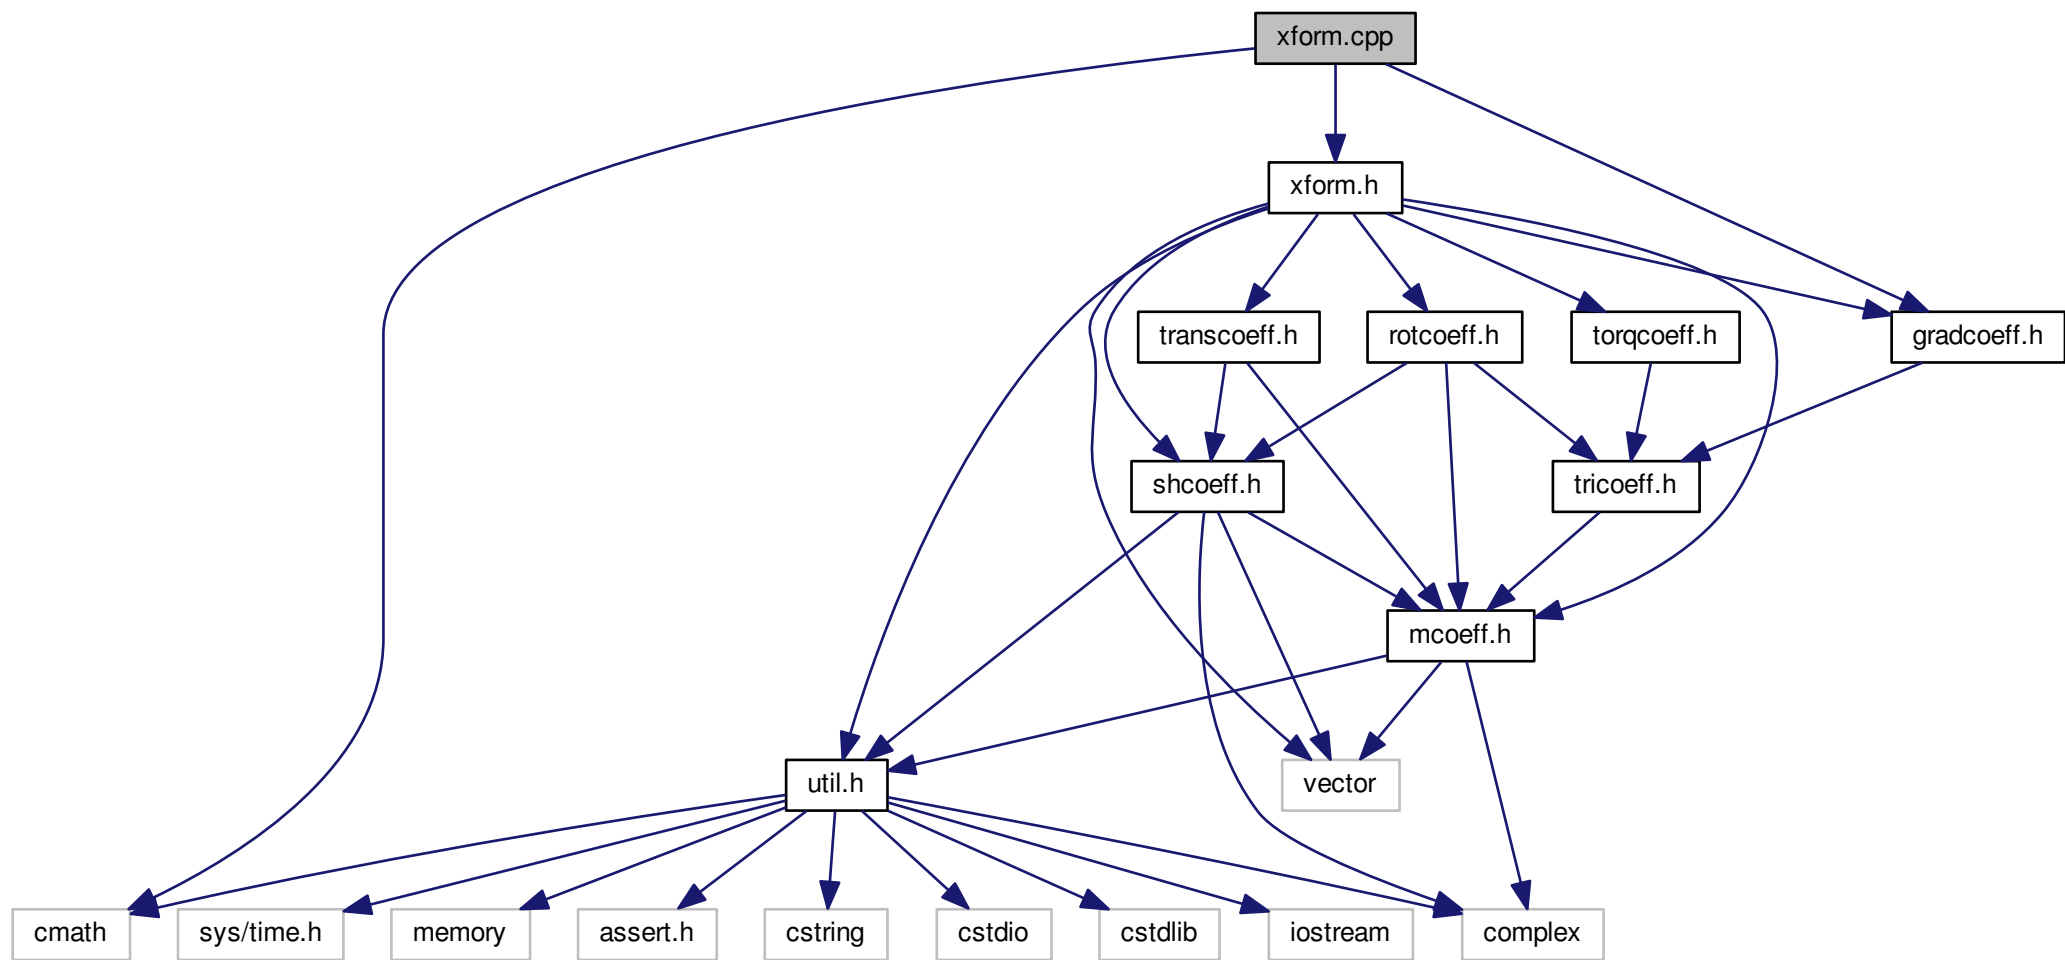 xform.cpp
xform.h
transcoeff.h
rotcoeff.h
torqcoeff.h
gradcoeff.h
shcoeff.h
tricoeff.h
mcoeff.h
util.h
vector
cmath
sys/time.h
memory
assert.h
cstring
cstdio
cstdlib
iostream
complex